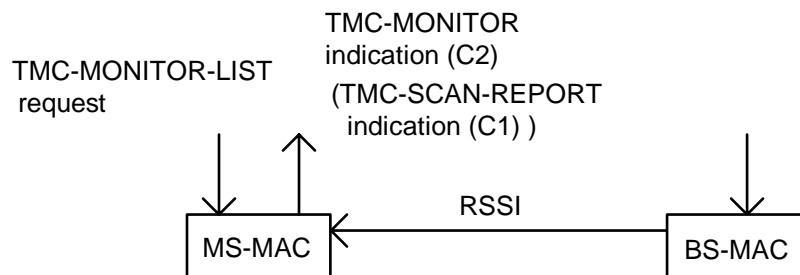 TMC-MONITOR-LIST
request
TMC-MONITOR
indication (C2)
(TMC-SCAN-REPORT
indication (C1) )
RSSI
MS-MAC
BS-MAC